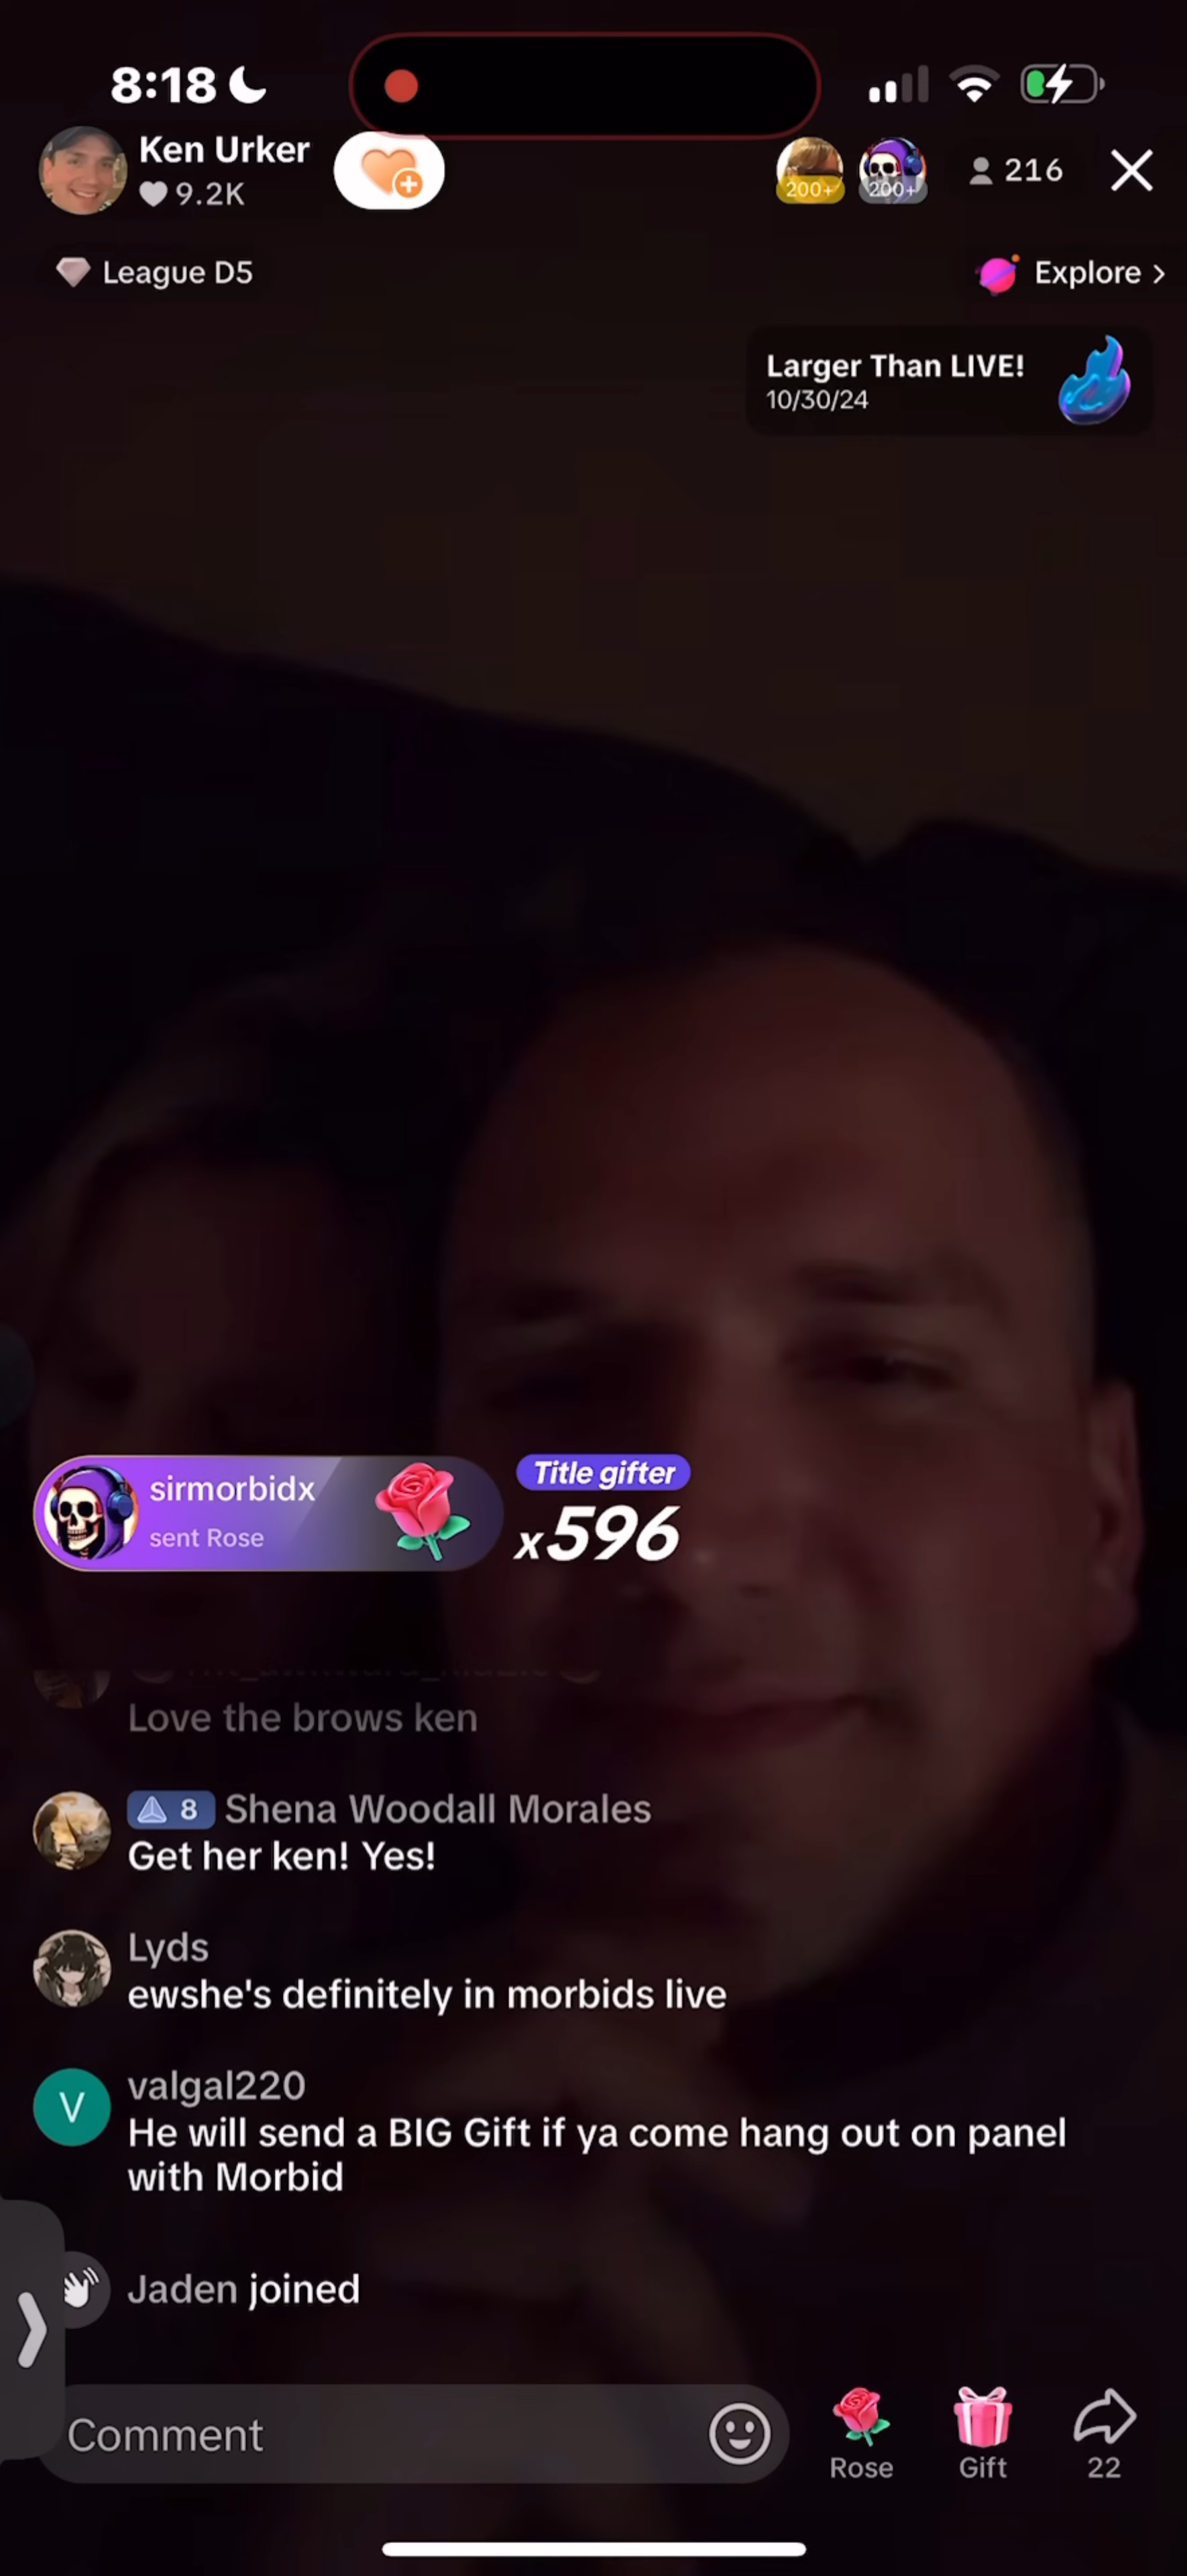 8:18
Ken Urker
9.2K
200+
200+
216
League D5
Explore >
Larger Than LIVE!
10/30/24
sirmorbidx
sent Rose
Title gifter
x596
Love the brows ken
8 Shena Woodall Morales
Get her ken! Yes!
Lyds
ewshe's definitely in morbids live
V
valgal220
He will send a BIG Gift if ya come hang out on panel
with Morbid
Jaden joined
Comment
Rose
Gift
22